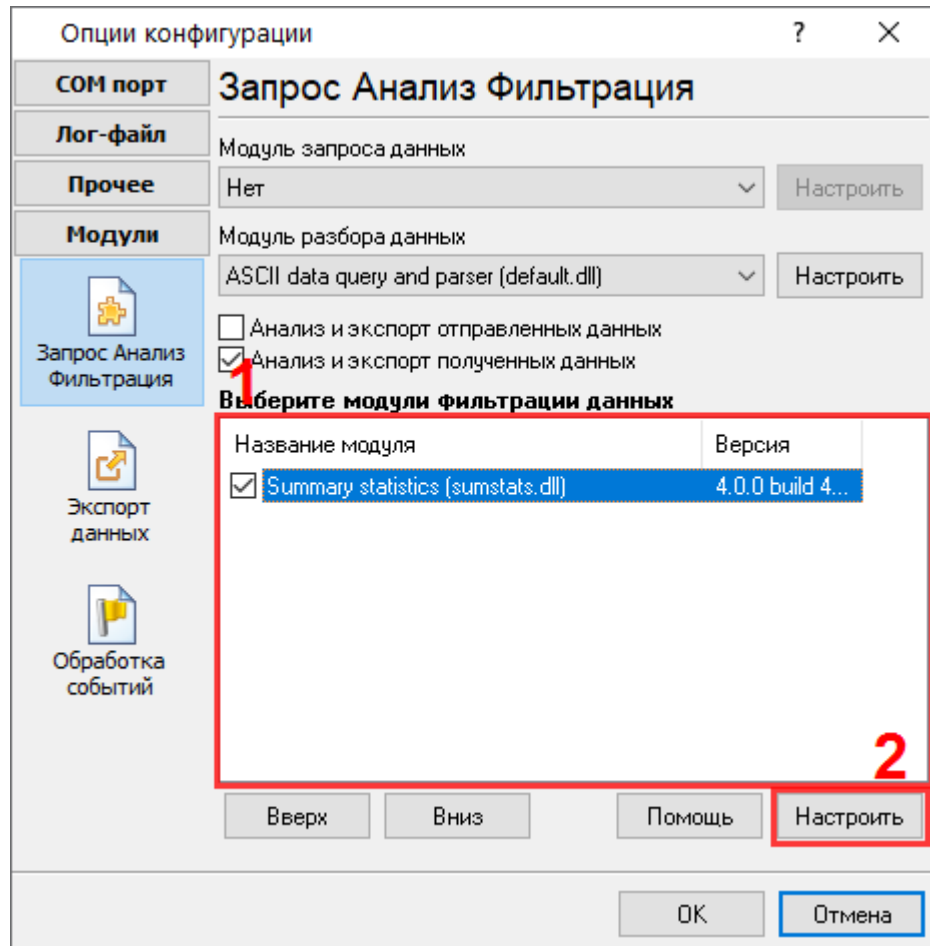 Опции конфигурации
?
COM порт
Лог-файл
Прочее
Модули
Запрос Анализ
Фильтрация
Экспорт
данных
Обработка
событий
Запрос Анализ Фильтрация
Модуль запроса данных
Нет
Настроить
Модуль разбора данных
ASCII data query and parser (default.dll)
Настроить
Анализ и экспорт отправленных данных
Анализ и экспорт полученных данных
1
Выберите модули фильтрации данных
Название модуля Версия
Summary statistics (sumstats.dll) 4.0.0 build 4...
2
Вверх Вниз Помощь Настроить
OK Отмена